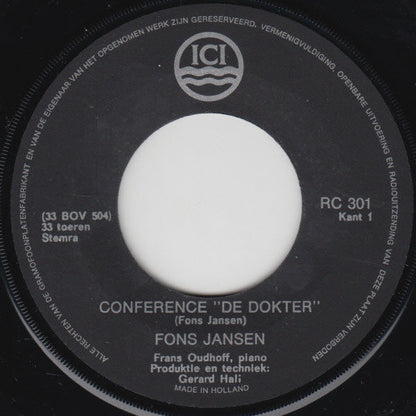 ALLE RECHTEN VAN DE GRAMOFOONPLATENFABRIKANT EN VAN DE EIGENAAR VAN HET OPGENOMEN WERK ZIJN GERESERVEERD. VERMENIGVULDIGING, OPENBARE UITVOERING EN RADIOUITZENDING VAN DEZE PLAAT ZIJN VERBODEN
ICI
(33 BOV 504)
33 toeren
Stemra
RC 301
Kant 1
CONFERENCE "DE DOKTER"
(Fons Jansen)
FONS JANSEN
Frans Oudhoff, piano
Produktie en techniek:
Gerard Hali
MADE IN HOLLAND